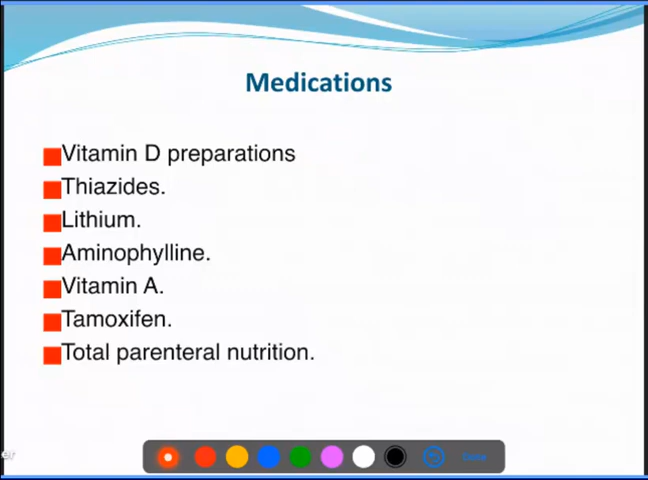 Medications
Vitamin D preparations
Thiazides.
Lithium.
Aminophylline.
Vitamin A.
Tamoxifen.
Total parenteral nutrition.